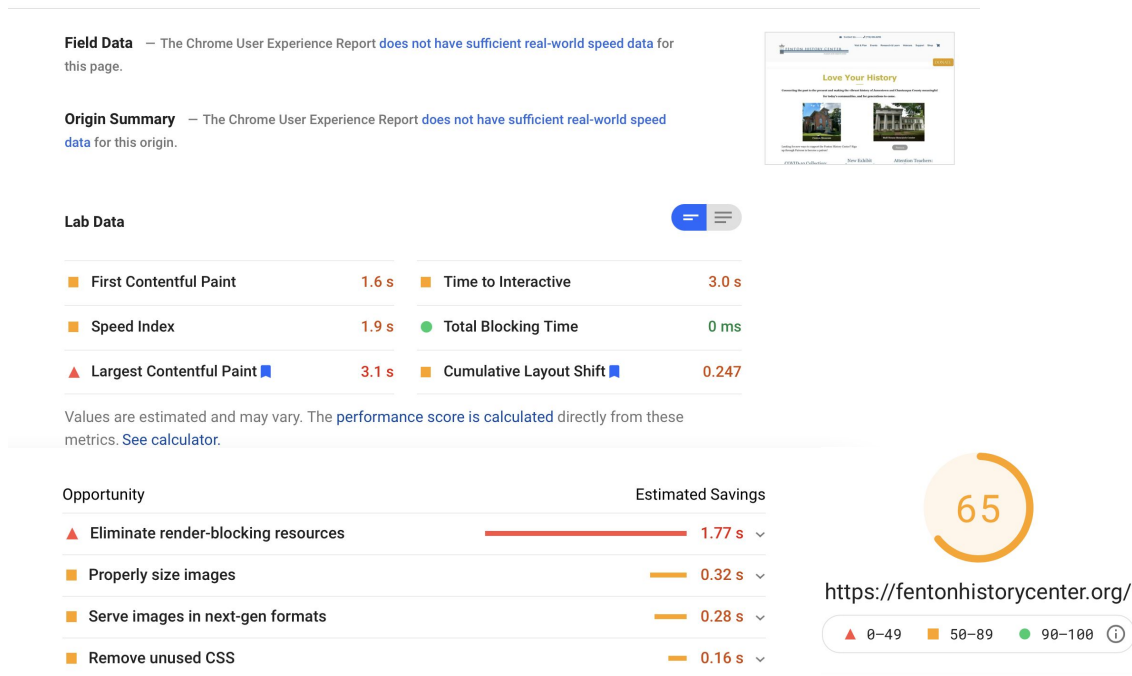 Field Data — The Chrome User Experience Report does not have sufficient real-world speed data for
this page.
Origin Summary — The Chrome User Experience Report does not have sufficient real-world speed
data for this origin.
FENTON HISTORY CENTER
Love Your History
Lab Data
First Contentful Paint 1.6 s
Time to Interactive 3.0 s
Speed Index 1.9 s
Total Blocking Time 0 ms
Largest Contentful Paint 3.1 s
Cumulative Layout Shift 0.247
Values are estimated and may vary. The performance score is calculated directly from these
metrics. See calculator.
Opportunity Estimated Savings
Eliminate render-blocking resources 1.77 s
Properly size images 0.32 s
Serve images in next-gen formats 0.28 s
Remove unused CSS 0.16 s
65
https://fentonhistorycenter.org/
0–49 50–89 90–100